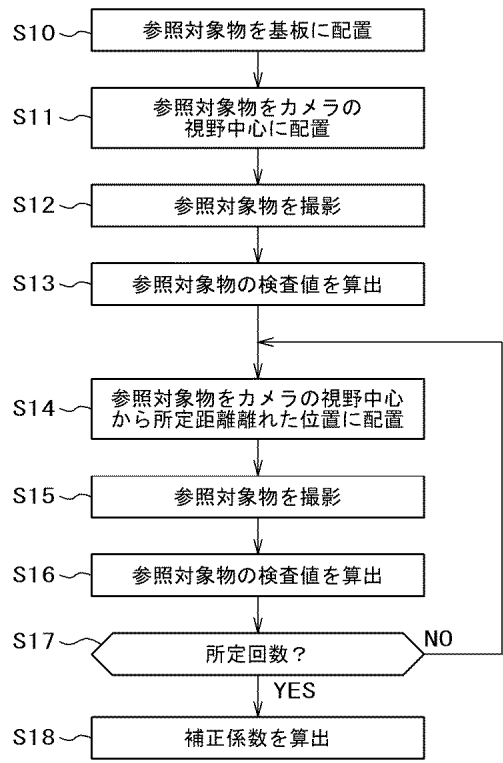 S10 参照対象物を基板に配置
S11 参照対象物をカメラの
視野中心に配置
S12 参照対象物を撮影
S13 参照対象物の検査値を算出
S14 参照対象物をカメラの視野中心
から所定距離離れた位置に配置
S15 参照対象物を撮影
S16 参照対象物の検査値を算出
S17 所定回数？ NO
YES
S18 補正係数を算出